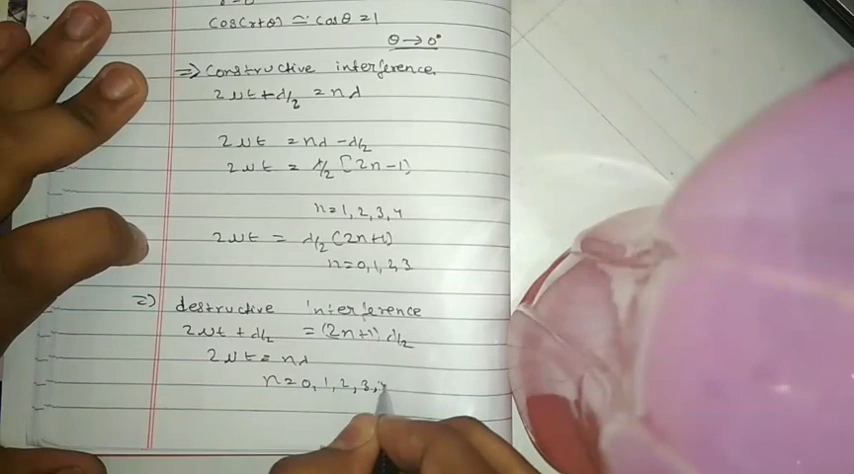 cos(r+θ) ≃ cosθ = 1
θ → 0°
=> constructive interference.
2μt + λ/2 = nλ
2μt = nλ - λ/2
2μt = λ/2 (2n-1)
n=1, 2, 3, 4
2μt = λ/2 (2n+1)
n=0, 1, 2, 3
=> destructive interference
2μt + λ/2 = (2n+1) λ/2
2μt = nλ
n=0, 1, 2, 3,